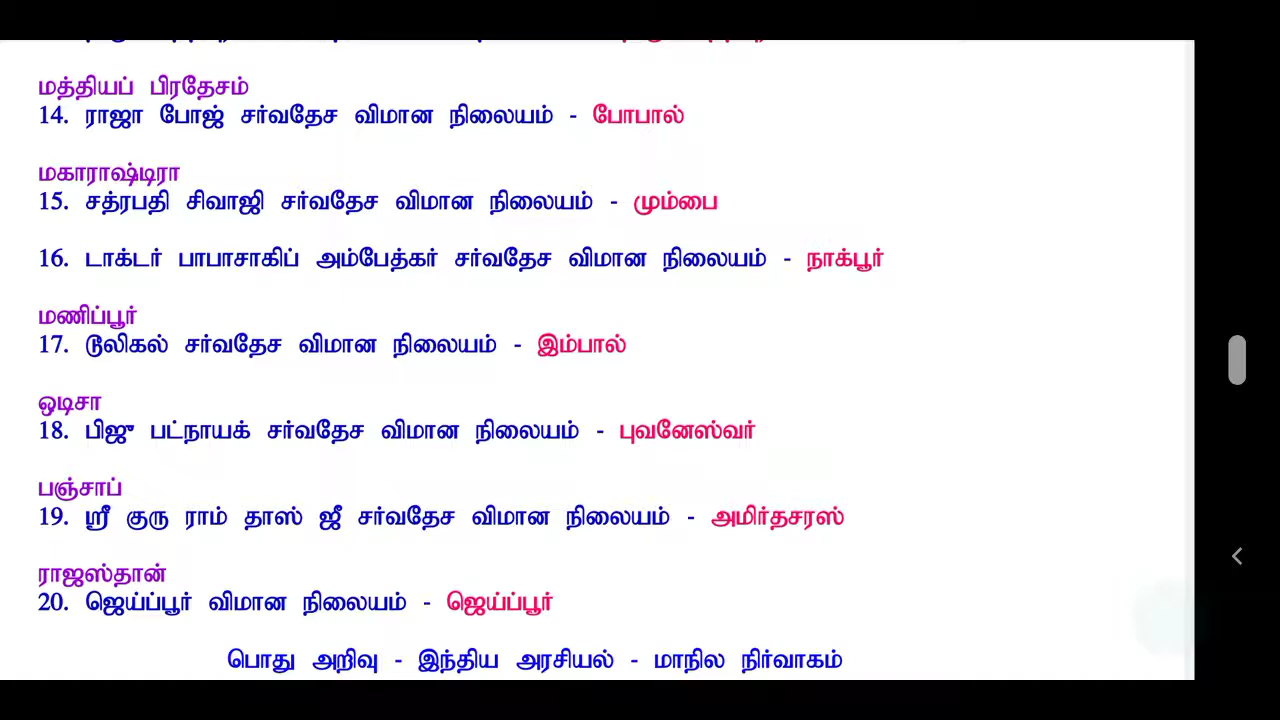 மத்தியப் பிரதேசம்
14. ராஜா போஜ் சர்வதேச விமான நிலையம் - போபால்
மகாராஷ்டிரா
15. சத்ரபதி சிவாஜி சர்வதேச விமான நிலையம் - மும்பை
16. டாக்டர் பாபாசாகிப் அம்பேத்கர் சர்வதேச விமான நிலையம் - நாக்பூர்
மணிப்பூர்
17. டூலிகல் சர்வதேச விமான நிலையம் - இம்பால்
ஒடிசா
18. பிஜு பட்நாயக் சர்வதேச விமான நிலையம் - புவனேஸ்வர்
பஞ்சாப்
19. ஸ்ரீ குரு ராம் தாஸ் ஜீ சர்வதேச விமான நிலையம் - அமிர்தசரஸ்
ராஜஸ்தான்
20. ஜெய்ப்பூர் விமான நிலையம் - ஜெய்ப்பூர்
பொது அறிவு - இந்திய அரசியல் - மாநில நிர்வாகம்